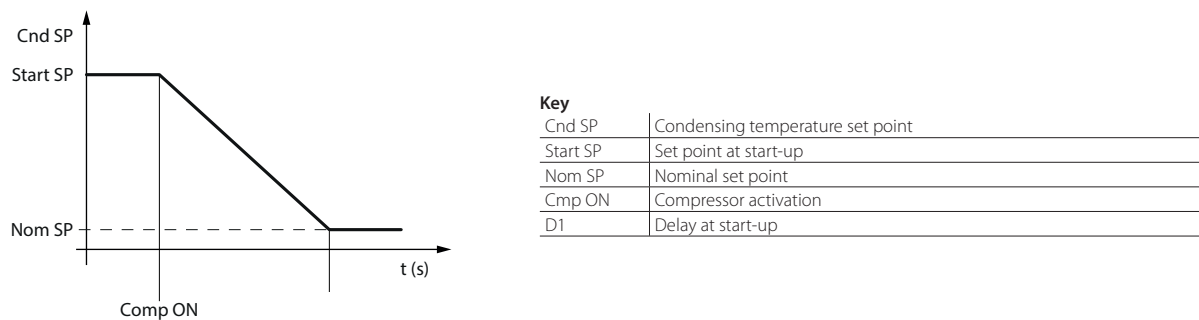 Cnd SP
Start SP
Nom SP
t (s)
Comp ON
Key
Cnd SP Condensing temperature set point
Start SP Set point at start-up
Nom SP Nominal set point
Cmp ON Compressor activation
D1 Delay at start-up